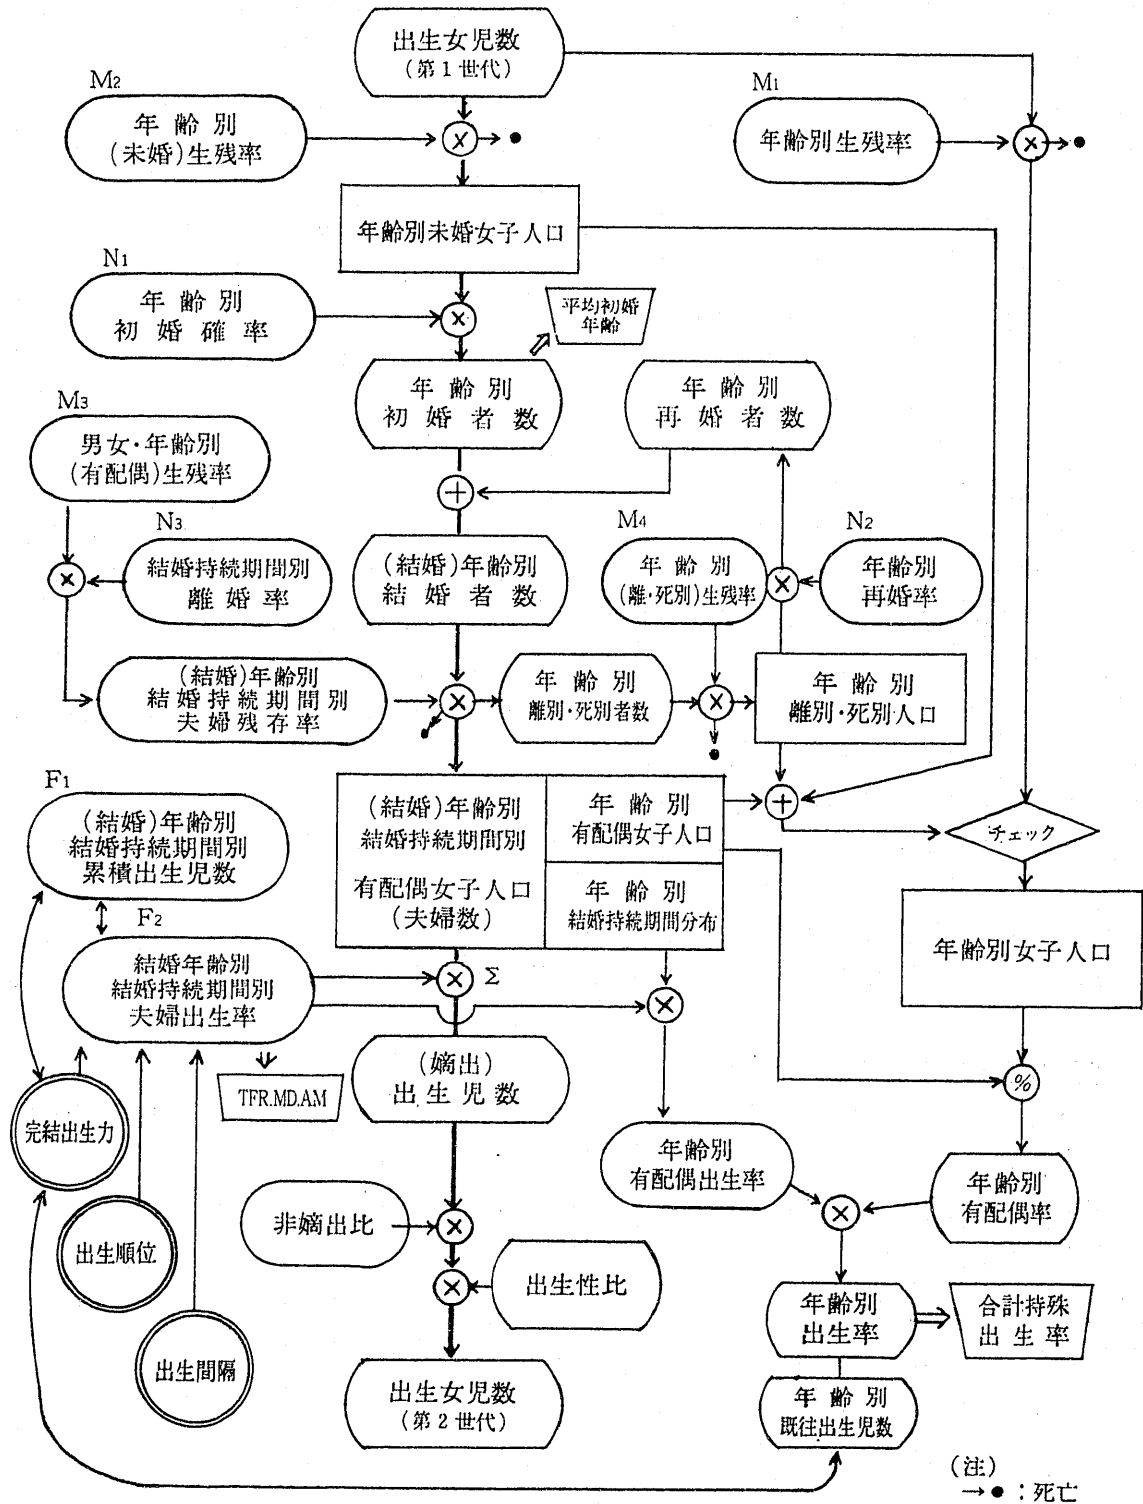 出生女児数
(第1世代)
M2
年齢別
(未婚)生残率
×
M1
年齢別生残率
×
年齢別未婚女子人口
N1
年齢別
初婚確率
×
平均初婚
年齢
年齢別
初婚者数
年齢別
再婚者数
M3
男女・年齢別
(有配偶)生残率
+
N3
結婚持続期間別
離婚率
×
(結婚)年齢別
結婚者数
M4
年齢別
(離・死別)生残率
×
N2
年齢別
再婚率
(結婚)年齢別
結婚持続期間別
夫婦残存率
×
年齢別
離別・死別者数
×
年齢別
離別・死別人口
F1
(結婚)年齢別
結婚持続期間別
累積出生児数
(結婚)年齢別
結婚持続期間別
有配偶女子人口
(夫婦数)
年齢別
有配偶女子人口
年齢別
結婚持続期間分布
+
チェック
年齢別女子人口
F2
結婚年齢別
結婚持続期間別
夫婦出生率
×
Σ
×
TFR.MD.AM
(嫡出)
出生児数
%
完結出生力
年齢別
有配偶出生率
年齢別
有配偶率
×
出生順位
非嫡出比
×
×
出生性比
出生間隔
年齢別
出生率
合計持殊
出生率
出生女児数
(第2世代)
年齢別
既往出生児数
(注)
→●:死亡